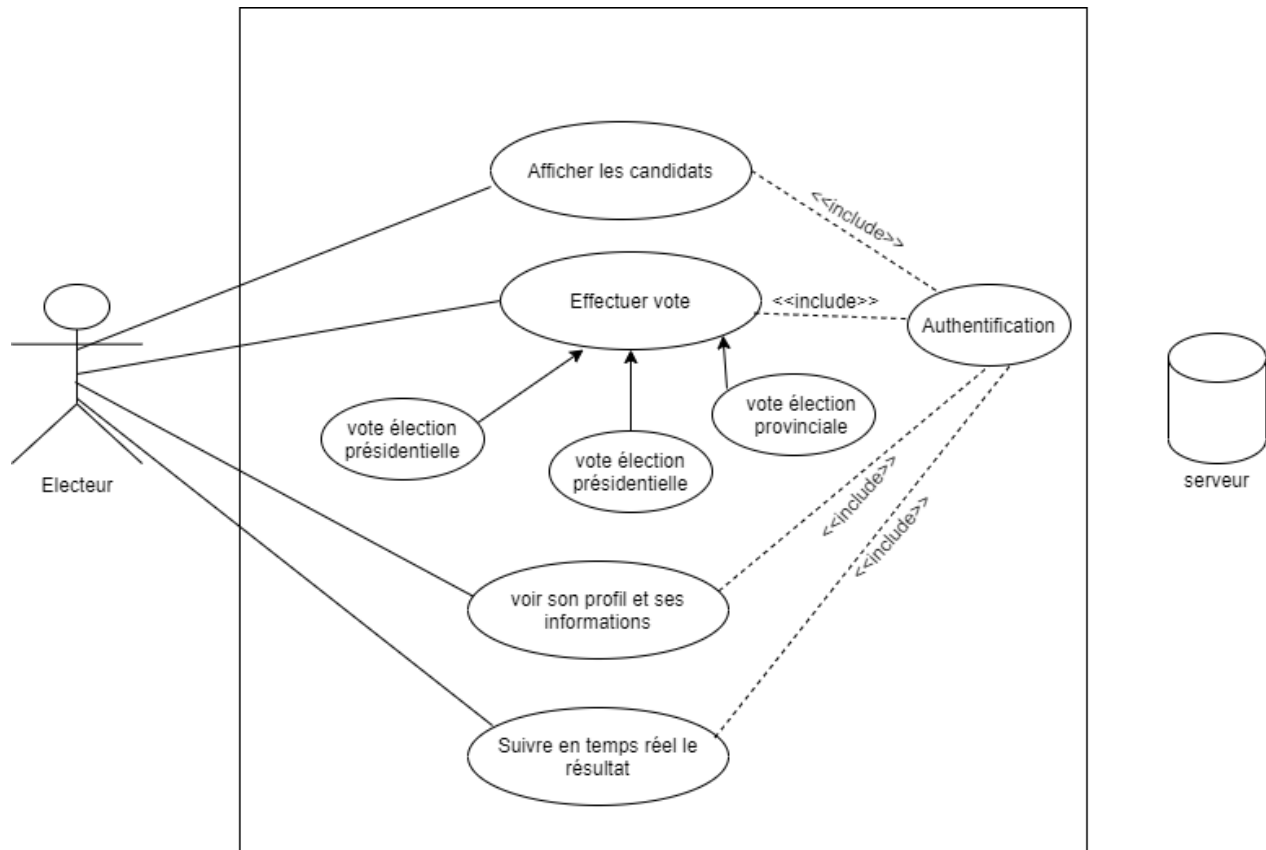 Afficher les candidats
<<include>>
Effectuer vote
<<include>>
Authentification
vote élection
présidentielle
vote élection
présidentielle
vote élection
provinciale
Electeur
serveur
<<include>>
<<include>>
voir son profil et ses
informations
Suivre en temps réel le
résultat